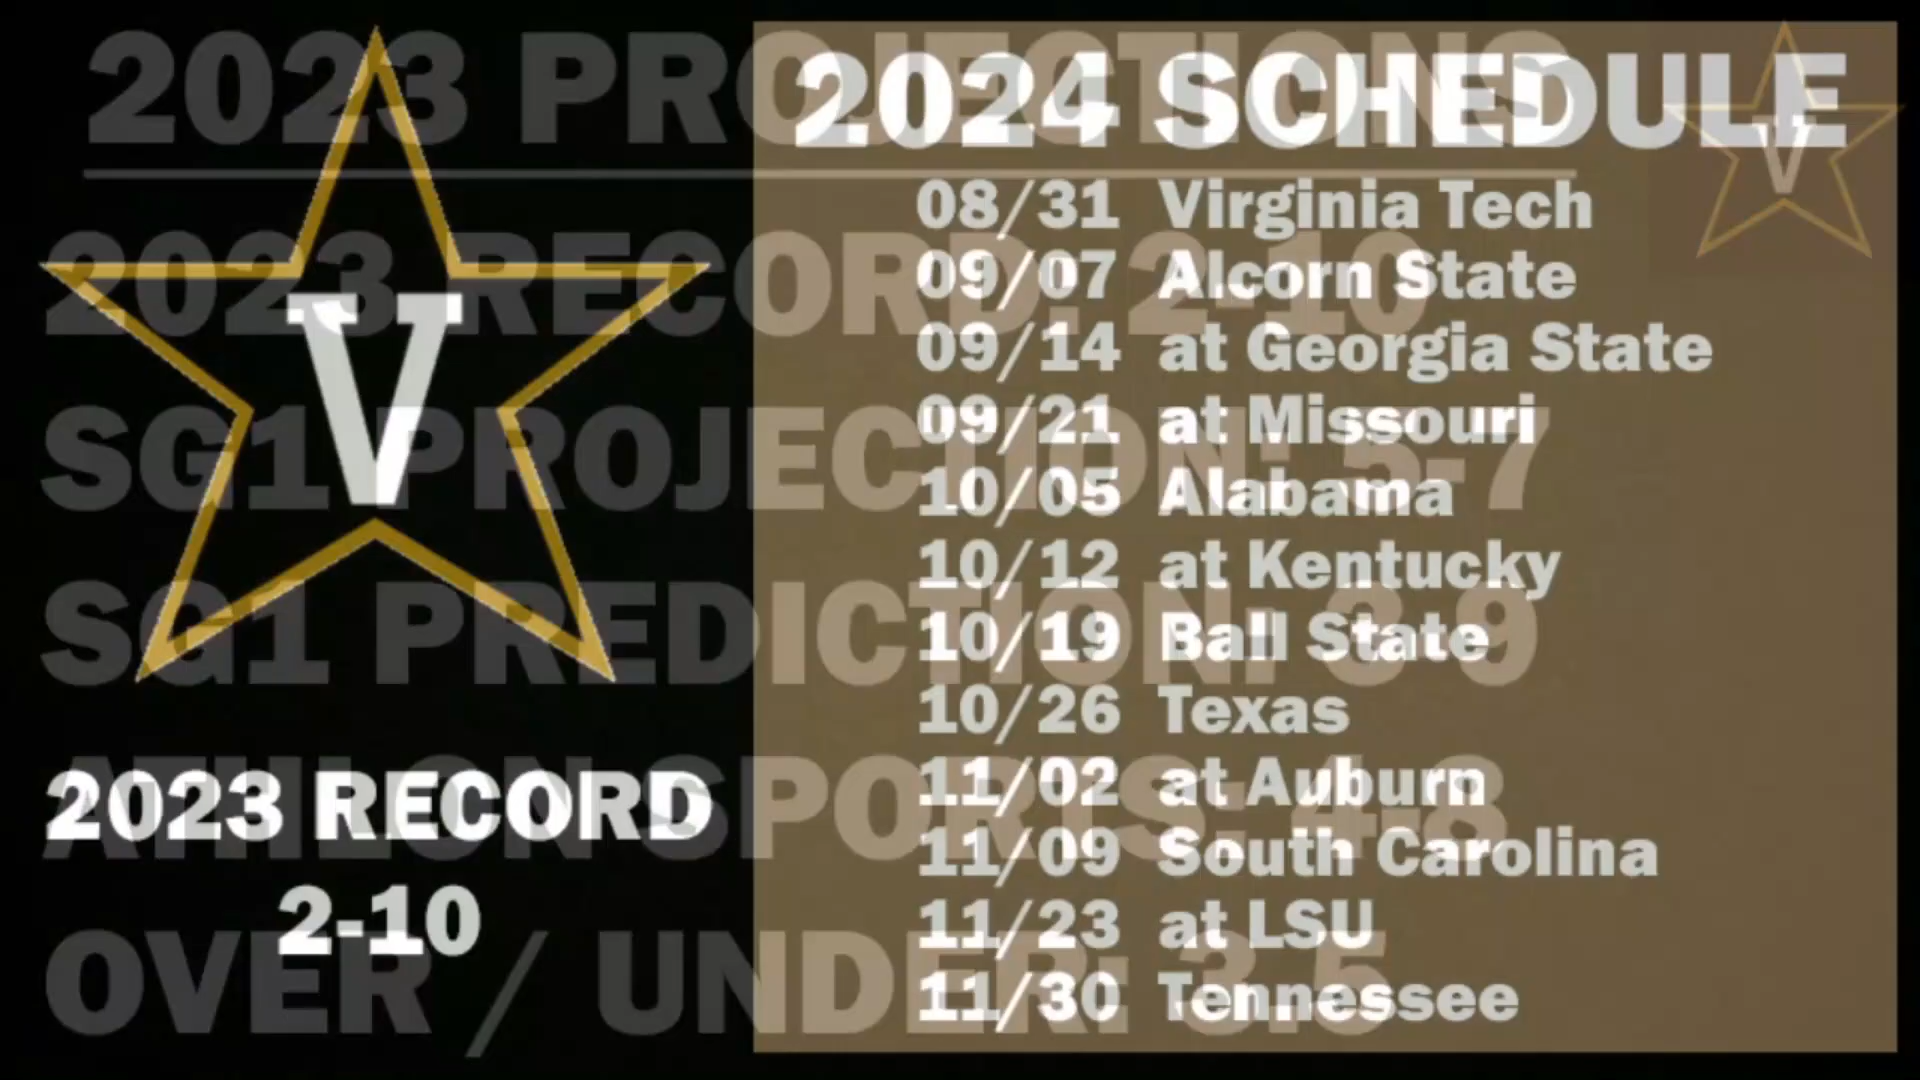 2023 PROJECTIONS
2023 RECORD: 2-10
SG1 PROJECTION: 5-7
SG1 PREDICTION: 3-9
ATHLON SPORTS: 4-8
OVER / UNDER: 3.5
V
V
2023 RECORD
2-10
2024 SCHEDULE
08/31 Virginia Tech
09/07 Alcorn State
09/14 at Georgia State
09/21 at Missouri
10/05 Alabama
10/12 at Kentucky
10/19 Ball State
10/26 Texas
11/02 at Auburn
11/09 South Carolina
11/23 at LSU
11/30 Tennessee